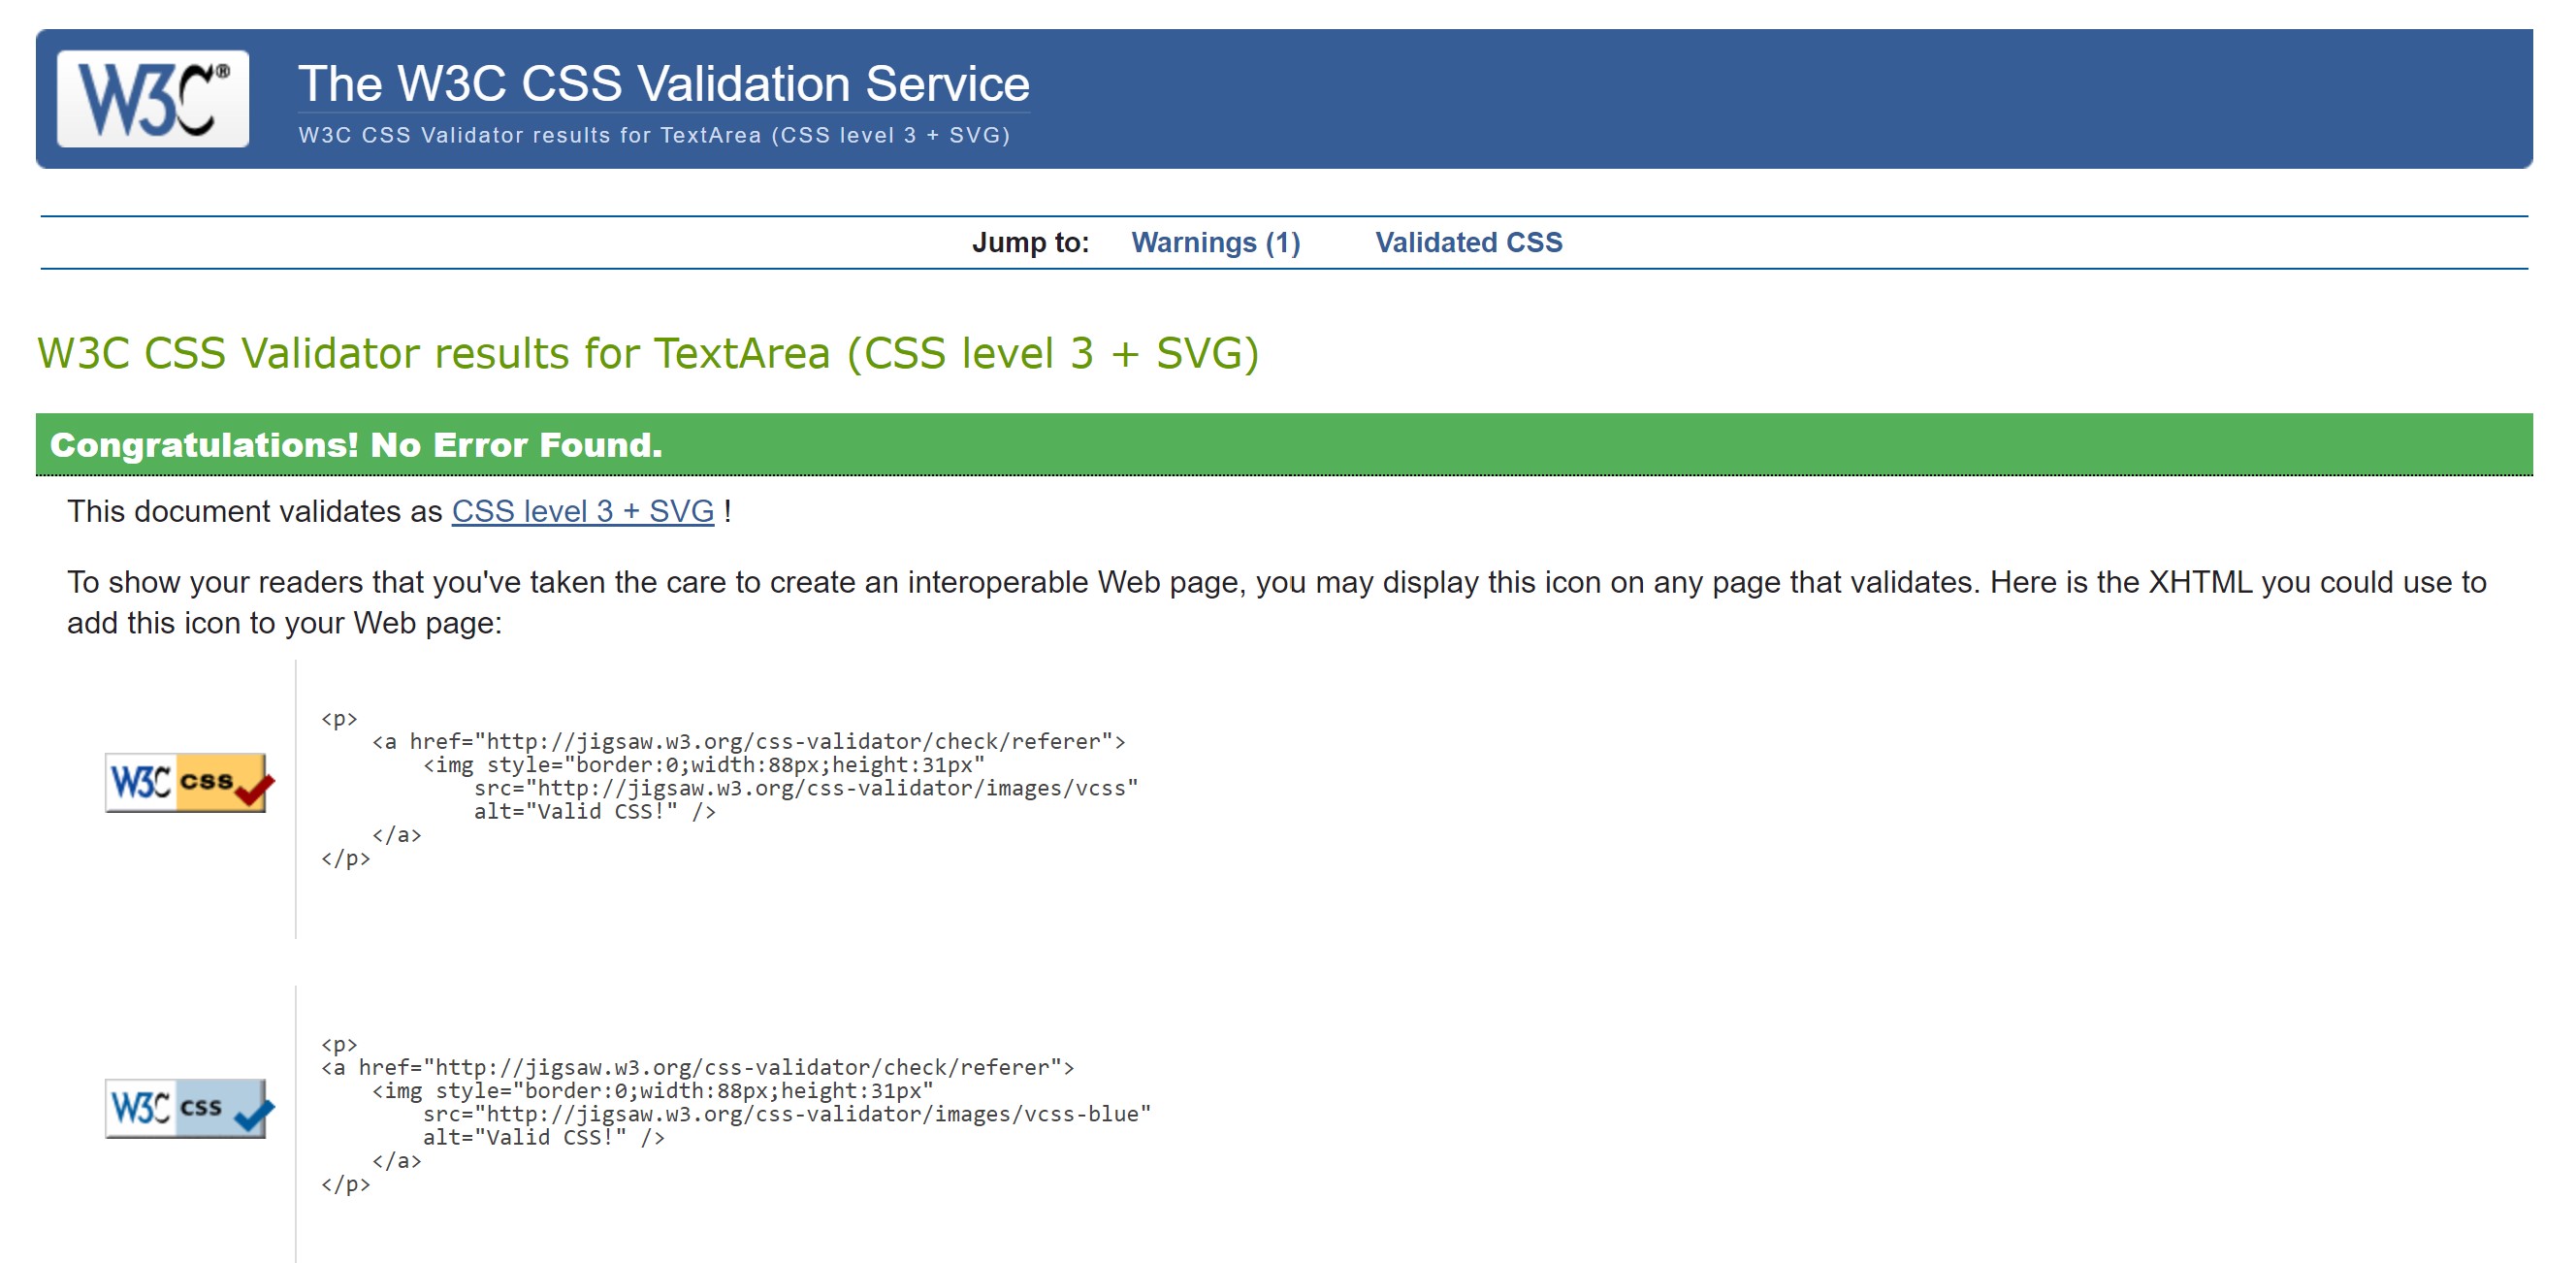 W3C®
The W3C CSS Validation Service
W3C CSS Validator results for TextArea (CSS level 3 + SVG)
Jump to: Warnings (1) Validated CSS
W3C CSS Validator results for TextArea (CSS level 3 + SVG)
Congratulations! No Error Found.
This document validates as CSS level 3 + SVG !
To show your readers that you've taken the care to create an interoperable Web page, you may display this icon on any page that validates. Here is the XHTML you could use to
add this icon to your Web page:
W3C css
<p>
    <a href="http://jigsaw.w3.org/css-validator/check/referer">
        <img style="border:0;width:88px;height:31px"
            src="http://jigsaw.w3.org/css-validator/images/vcss"
            alt="Valid CSS!" />
    </a>
</p>
W3C css
<p>
<a href="http://jigsaw.w3.org/css-validator/check/referer">
    <img style="border:0;width:88px;height:31px"
        src="http://jigsaw.w3.org/css-validator/images/vcss-blue"
        alt="Valid CSS!" />
    </a>
</p>